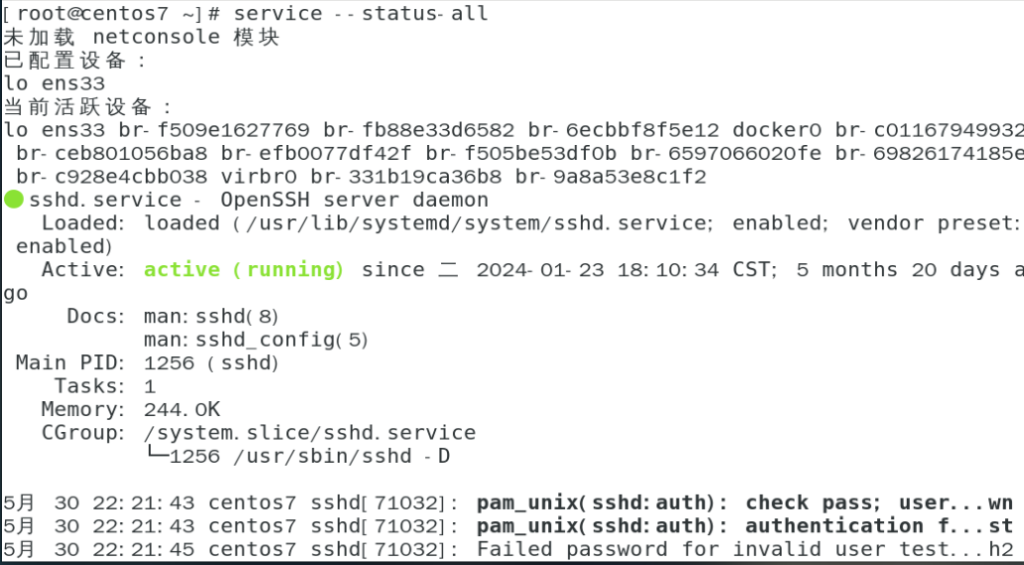 [root@centos7 ~]# service --status-all
未加载 netconsole 模块
已配置设备：
lo ens33
当前活跃设备：
lo ens33 br-f509e1627769 br-fb88e33d6582 br-6ecbbf8f5e12 docker0 br-c01167949932
br-ceb801056ba8 br-efb0077df42f br-f505be53df0b br-6597066020fe br-69826174185e
br-c928e4cbb038 virbr0 br-331b19ca36b8 br-9a8a53e8c1f2
● sshd.service - OpenSSH server daemon
Loaded: loaded (/usr/lib/systemd/system/sshd.service; enabled; vendor preset:
enabled)
Active: active (running) since 二 2024-01-23 18:10:34 CST; 5 months 20 days a
go
Docs: man:sshd(8)
man:sshd_config(5)
Main PID: 1256 (sshd)
Tasks: 1
Memory: 244.0K
CGroup: /system.slice/sshd.service
└─1256 /usr/sbin/sshd -D
5月 30 22:21:43 centos7 sshd[71032]: pam_unix(sshd:auth): check pass; user...wn
5月 30 22:21:43 centos7 sshd[71032]: pam_unix(sshd:auth): authentication f...st
5月 30 22:21:45 centos7 sshd[71032]: Failed password for invalid user test...h2